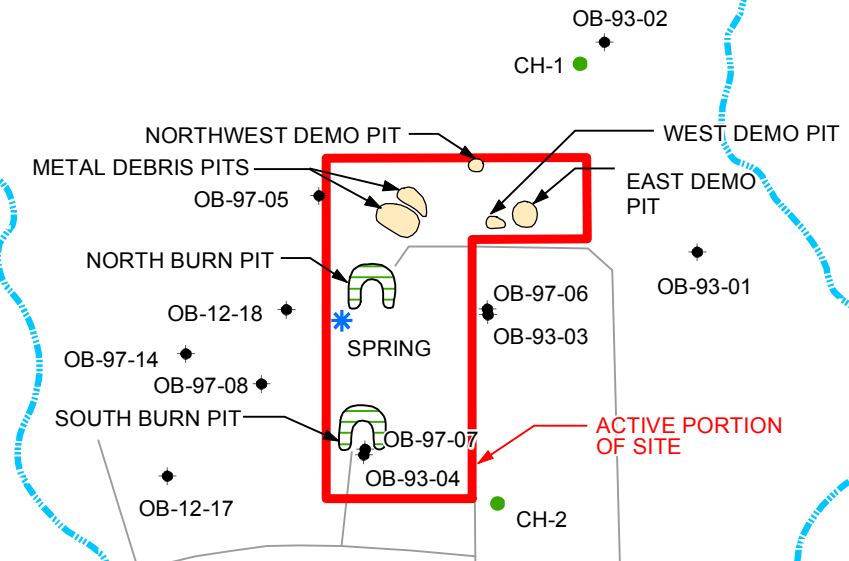 OB-93-02
CH-1
NORTHWEST DEMO PIT
WEST DEMO PIT
METAL DEBRIS PITS
EAST DEMO
PIT
OB-97-05
NORTH BURN PIT
OB-93-01
OB-97-06
OB-12-18
OB-93-03
SPRING
OB-97-14
OB-97-08
SOUTH BURN PIT
ACTIVE PORTION
OF SITE
OB-97-07
OB-93-04
OB-12-17
CH-2